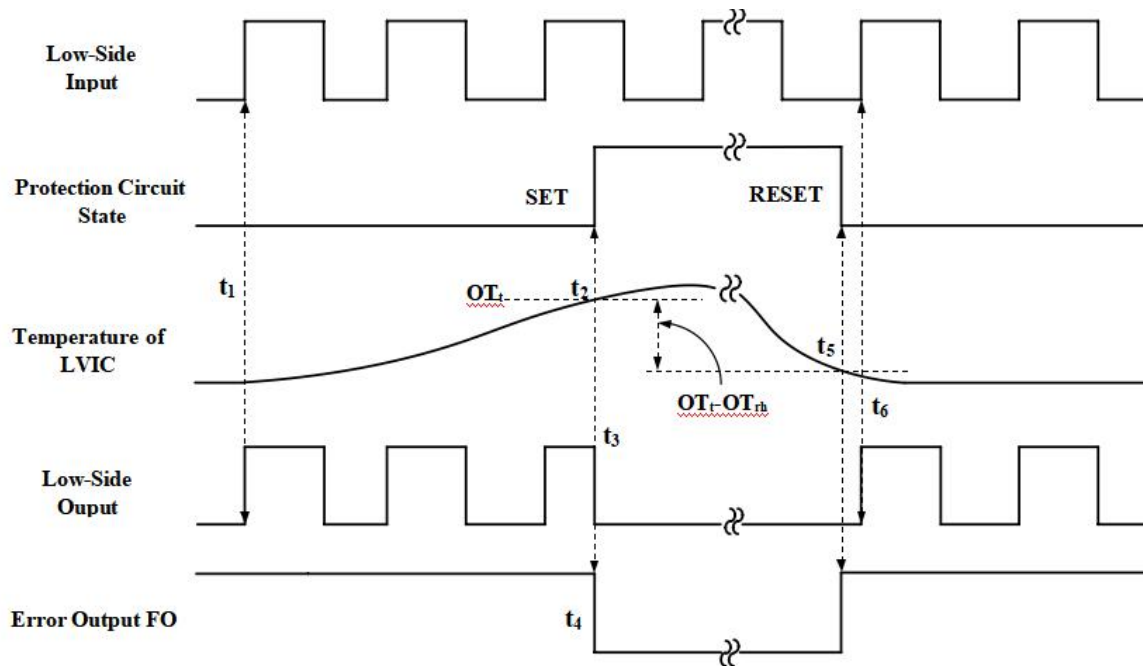 Low-Side
Input
Protection Circuit
State
SET
RESET
t₁
OTₜ
t₂
Temperature of
LVIC
t₅
OTₜ-OTᵣₕ
t₆
t₃
Low-Side
Ouput
Error Output FO
t₄